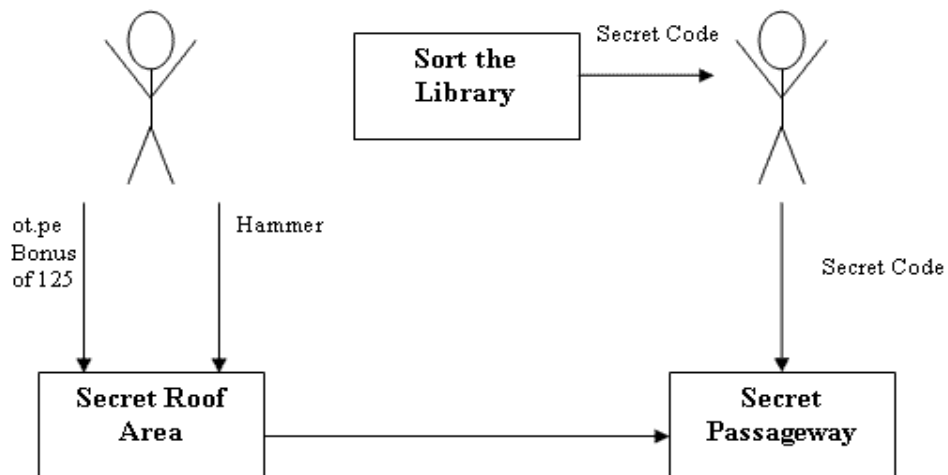 Secret Code
Sort the
Library
ot.pe
Bonus
of 125
Hammer
Secret Code
Secret Roof
Area
Secret
Passageway